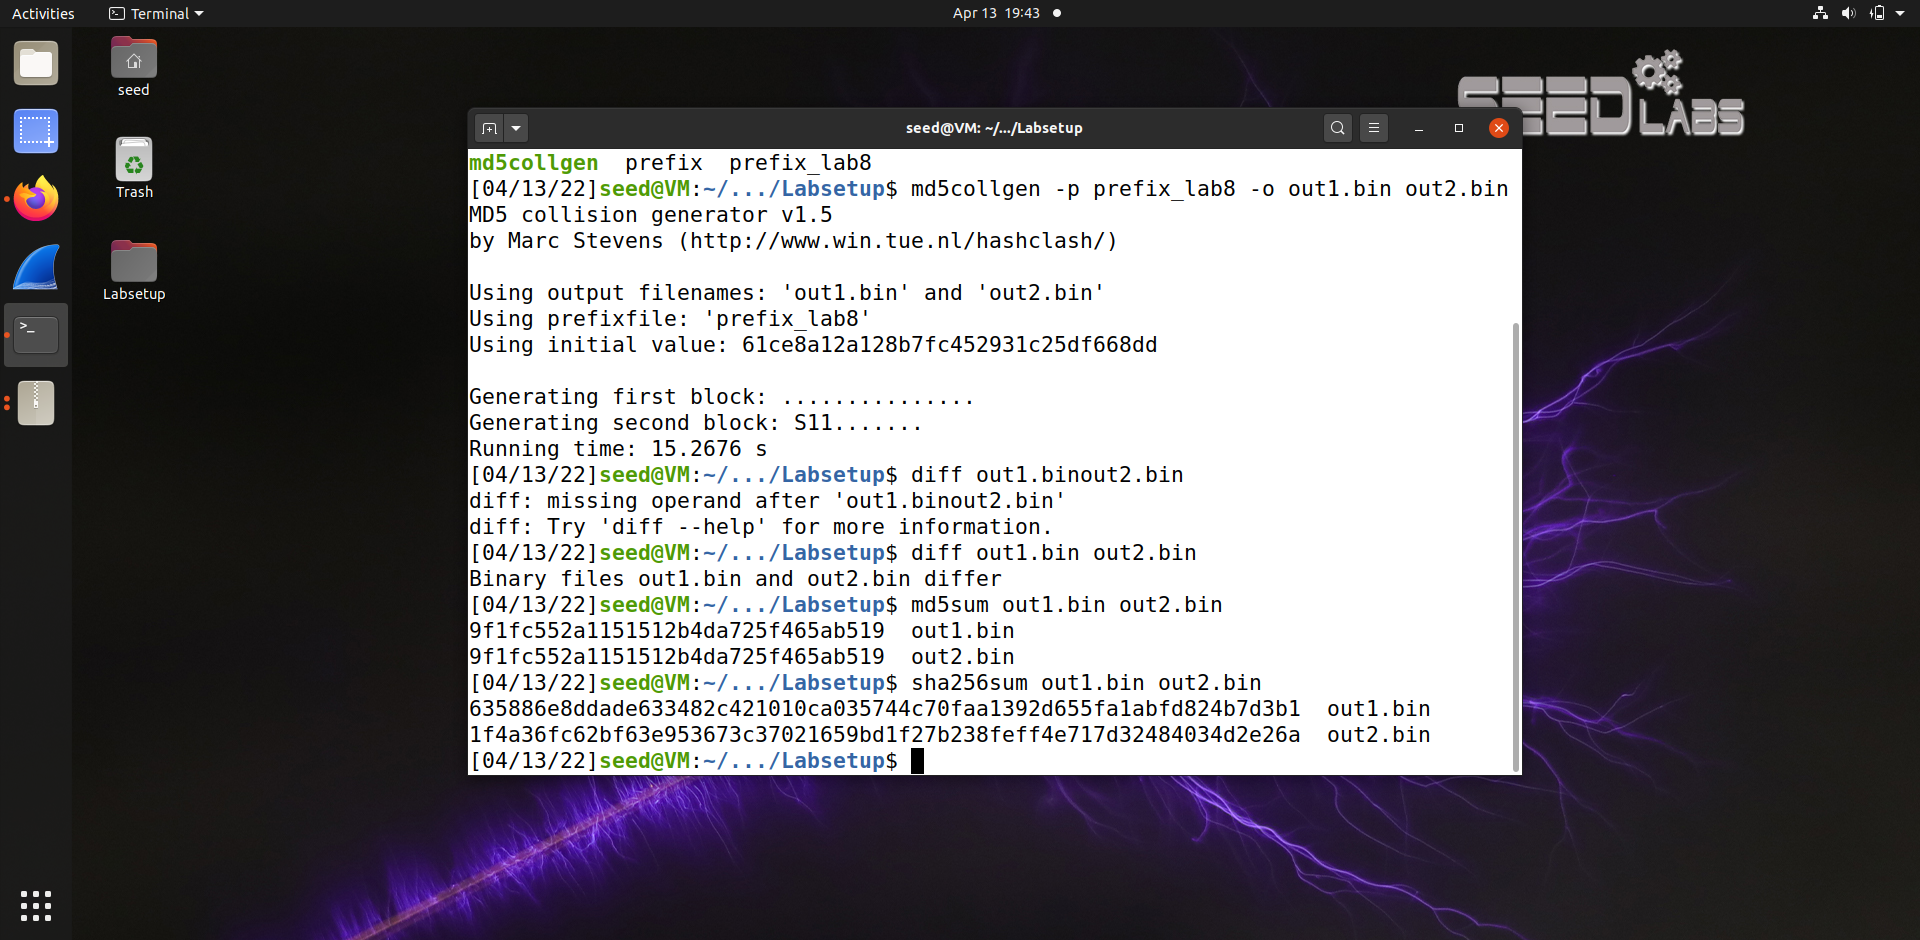 Activities
Terminal
Apr 13 19:43
seed
Trash
Labsetup
SEED LABS
seed@VM: ~/.../Labsetup
md5collgen  prefix  prefix_lab8
[04/13/22]seed@VM:~/.../Labsetup$ md5collgen -p prefix_lab8 -o out1.bin out2.bin
MD5 collision generator v1.5
by Marc Stevens (http://www.win.tue.nl/hashclash/)
Using output filenames: 'out1.bin' and 'out2.bin'
Using prefixfile: 'prefix_lab8'
Using initial value: 61ce8a12a128b7fc452931c25df668dd
Generating first block: ...............
Generating second block: S11.......
Running time: 15.2676 s
[04/13/22]seed@VM:~/.../Labsetup$ diff out1.binout2.bin
diff: missing operand after 'out1.binout2.bin'
diff: Try 'diff --help' for more information.
[04/13/22]seed@VM:~/.../Labsetup$ diff out1.bin out2.bin
Binary files out1.bin and out2.bin differ
[04/13/22]seed@VM:~/.../Labsetup$ md5sum out1.bin out2.bin
9f1fc552a1151512b4da725f465ab519  out1.bin
9f1fc552a1151512b4da725f465ab519  out2.bin
[04/13/22]seed@VM:~/.../Labsetup$ sha256sum out1.bin out2.bin
635886e8ddade633482c421010ca035744c70faa1392d655fa1abfd824b7d3b1  out1.bin
1f4a36fc62bf63e953673c37021659bd1f27b238feff4e717d32484034d2e26a  out2.bin
[04/13/22]seed@VM:~/.../Labsetup$